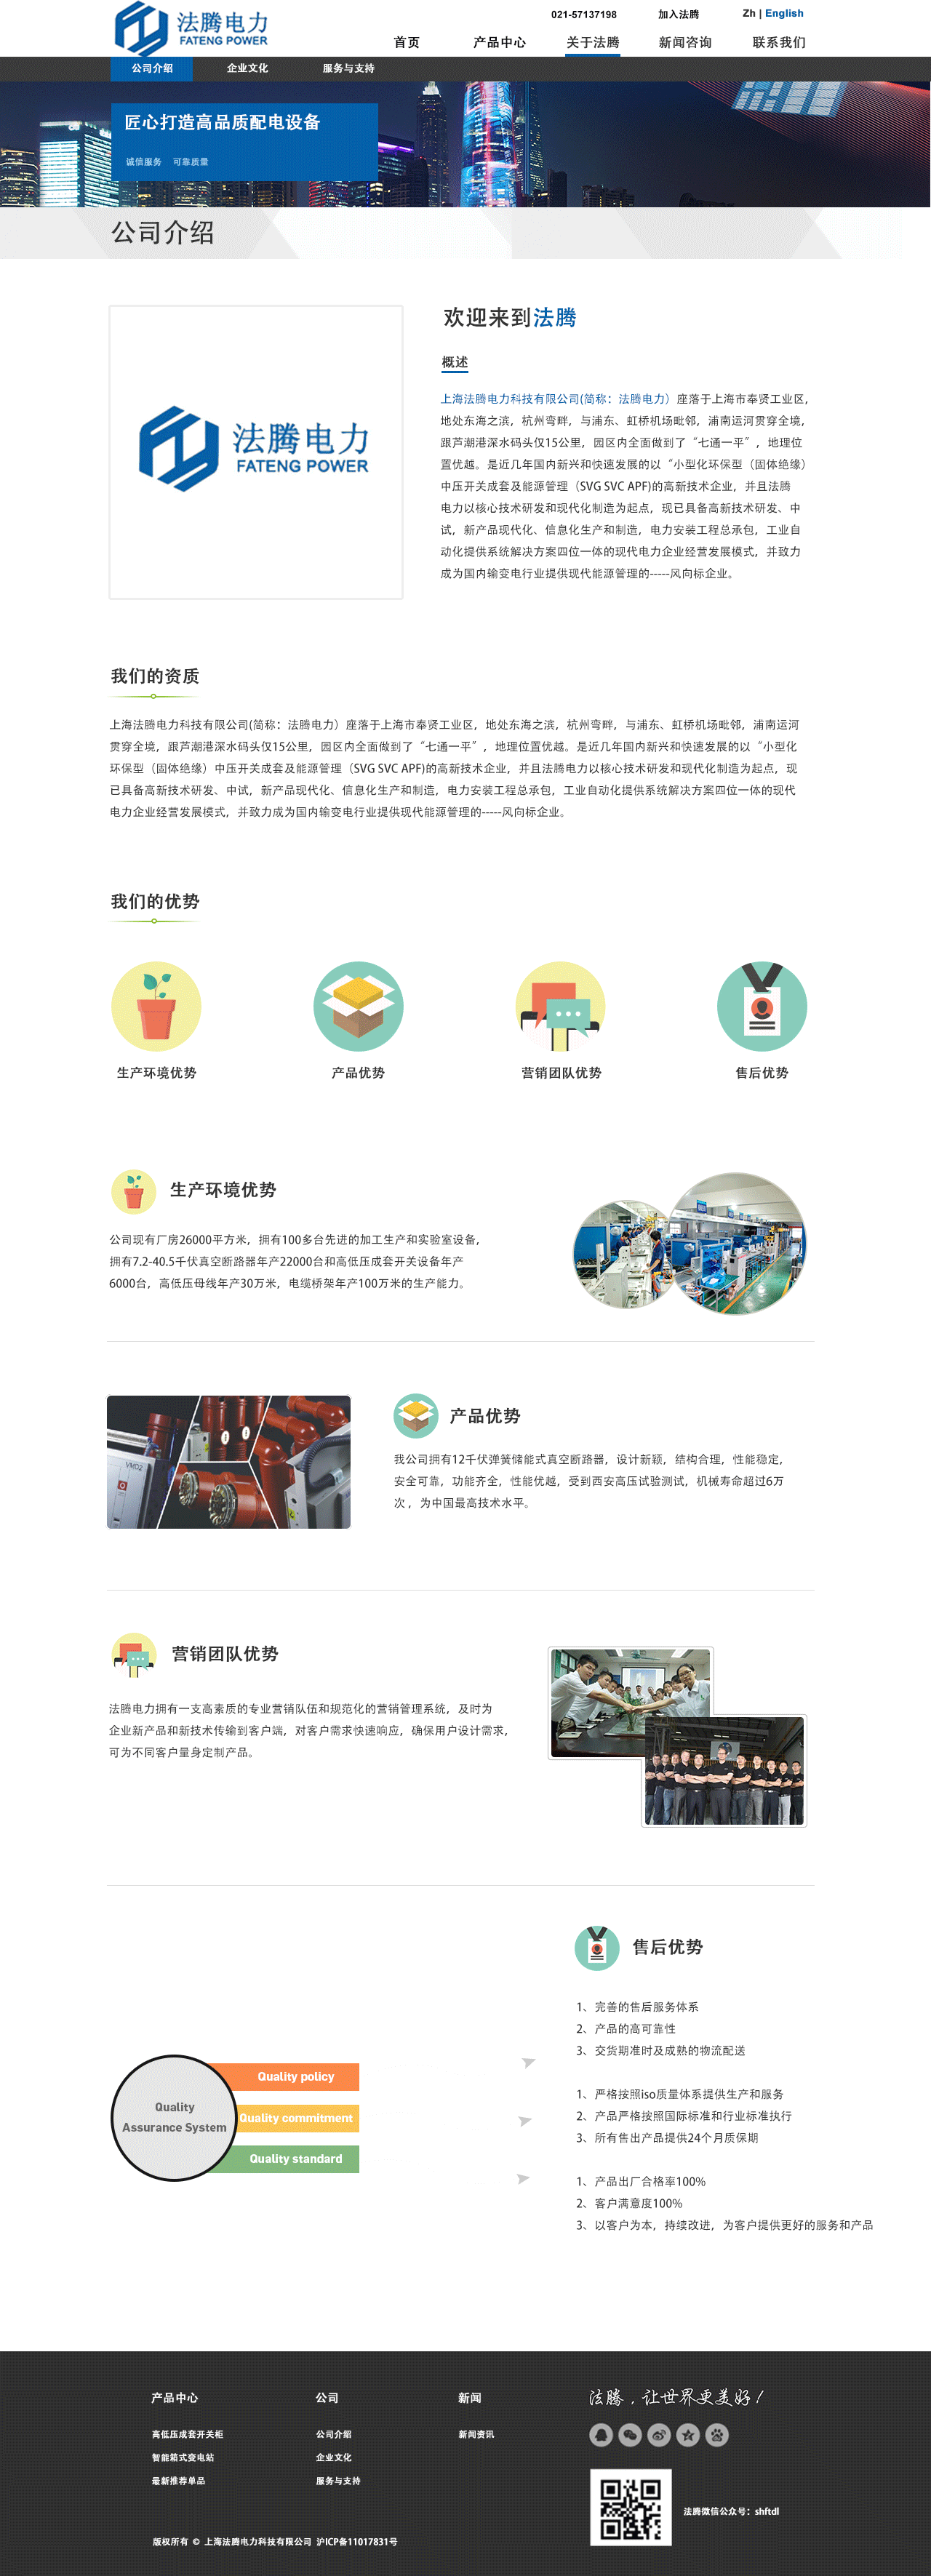 法腾电力
FATENG POWER
021-57137198 加入法腾 Zh | English
首页 产品中心 关于法腾 新闻咨询 联系我们
公司介绍 企业文化 服务与支持
匠心打造高品质配电设备
诚信服务 可靠质量
公司介绍
法腾电力
FATENG POWER
欢迎来到法腾
概述
上海法腾电力科技有限公司(简称：法腾电力）座落于上海市奉贤工业区，
地处东海之滨，杭州弯畔，与浦东、虹桥机场毗邻，浦南运河贯穿全境，
跟芦潮港深水码头仅15公里，园区内全面做到了“七通一平”，地理位
置优越。是近几年国内新兴和快速发展的以“小型化环保型（固体绝缘）
中压开关成套及能源管理（SVG SVC APF)的高新技术企业，并且法腾
电力以核心技术研发和现代化制造为起点，现已具备高新技术研发、中
试，新产品现代化、信息化生产和制造，电力安装工程总承包，工业自
动化提供系统解决方案四位一体的现代电力企业经营发展模式，并致力
成为国内输变电行业提供现代能源管理的-----风向标企业。
我们的资质
上海法腾电力科技有限公司(简称：法腾电力）座落于上海市奉贤工业区，地处东海之滨，杭州弯畔，与浦东、虹桥机场毗邻，浦南运河
贯穿全境，跟芦潮港深水码头仅15公里，园区内全面做到了“七通一平”，地理位置优越。是近几年国内新兴和快速发展的以“小型化
环保型（固体绝缘）中压开关成套及能源管理（SVG SVC APF)的高新技术企业，并且法腾电力以核心技术研发和现代化制造为起点，现
已具备高新技术研发、中试，新产品现代化、信息化生产和制造，电力安装工程总承包，工业自动化提供系统解决方案四位一体的现代
电力企业经营发展模式，并致力成为国内输变电行业提供现代能源管理的-----风向标企业。
我们的优势
生产环境优势 产品优势 营销团队优势 售后优势
生产环境优势
公司现有厂房26000平方米，拥有100多台先进的加工生产和实验室设备，
拥有7.2-40.5千伏真空断路器年产22000台和高低压成套开关设备年产
6000台，高低压母线年产30万米，电缆桥架年产100万米的生产能力。
VMD2
产品优势
我公司拥有12千伏弹簧储能式真空断路器，设计新颖，结构合理，性能稳定，
安全可靠，功能齐全，性能优越，受到西安高压试验测试，机械寿命超过6万
次，为中国最高技术水平。
营销团队优势
法腾电力拥有一支高素质的专业营销队伍和规范化的营销管理系统，及时为
企业新产品和新技术传输到客户端，对客户需求快速响应，确保用户设计需求，
可为不同客户量身定制产品。
售后优势
1、完善的售后服务体系
2、产品的高可靠性
3、交货期准时及成熟的物流配送
1、严格按照iso质量体系提供生产和服务
2、产品严格按照国际标准和行业标准执行
3、所有售出产品提供24个月质保期
1、产品出厂合格率100%
2、客户满意度100%
3、以客户为本，持续改进，为客户提供更好的服务和产品
Quality
Assurance System
Quality policy
Quality commitment
Quality standard
产品中心 公司 新闻
法腾，让世界更美好！
高低压成套开关柜 公司介绍 新闻资讯
智能箱式变电站 企业文化
最新推荐单品 服务与支持
法腾微信公众号：shftdl
版权所有 © 上海法腾电力科技有限公司 沪ICP备11017831号